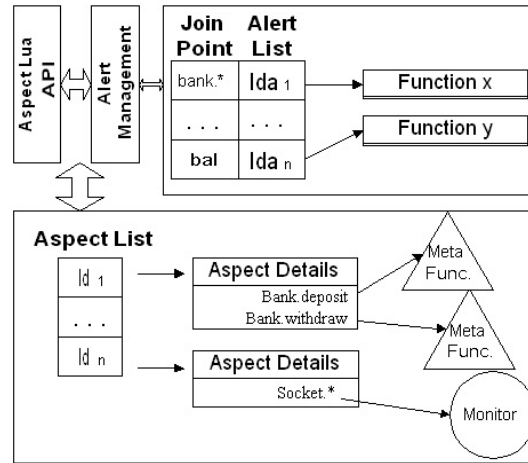 Aspect Lua
API
Alert
Management
Join
Point
Alert
List
bank.*
Ida 1
Function x
. . .
. . .
Function y
bal
Ida n
Aspect List
Id 1
. . .
Id n
Aspect Details
Bank.deposit
Bank.withdraw
Meta
Func.
Meta
Func.
Aspect Details
Socket.*
Monitor